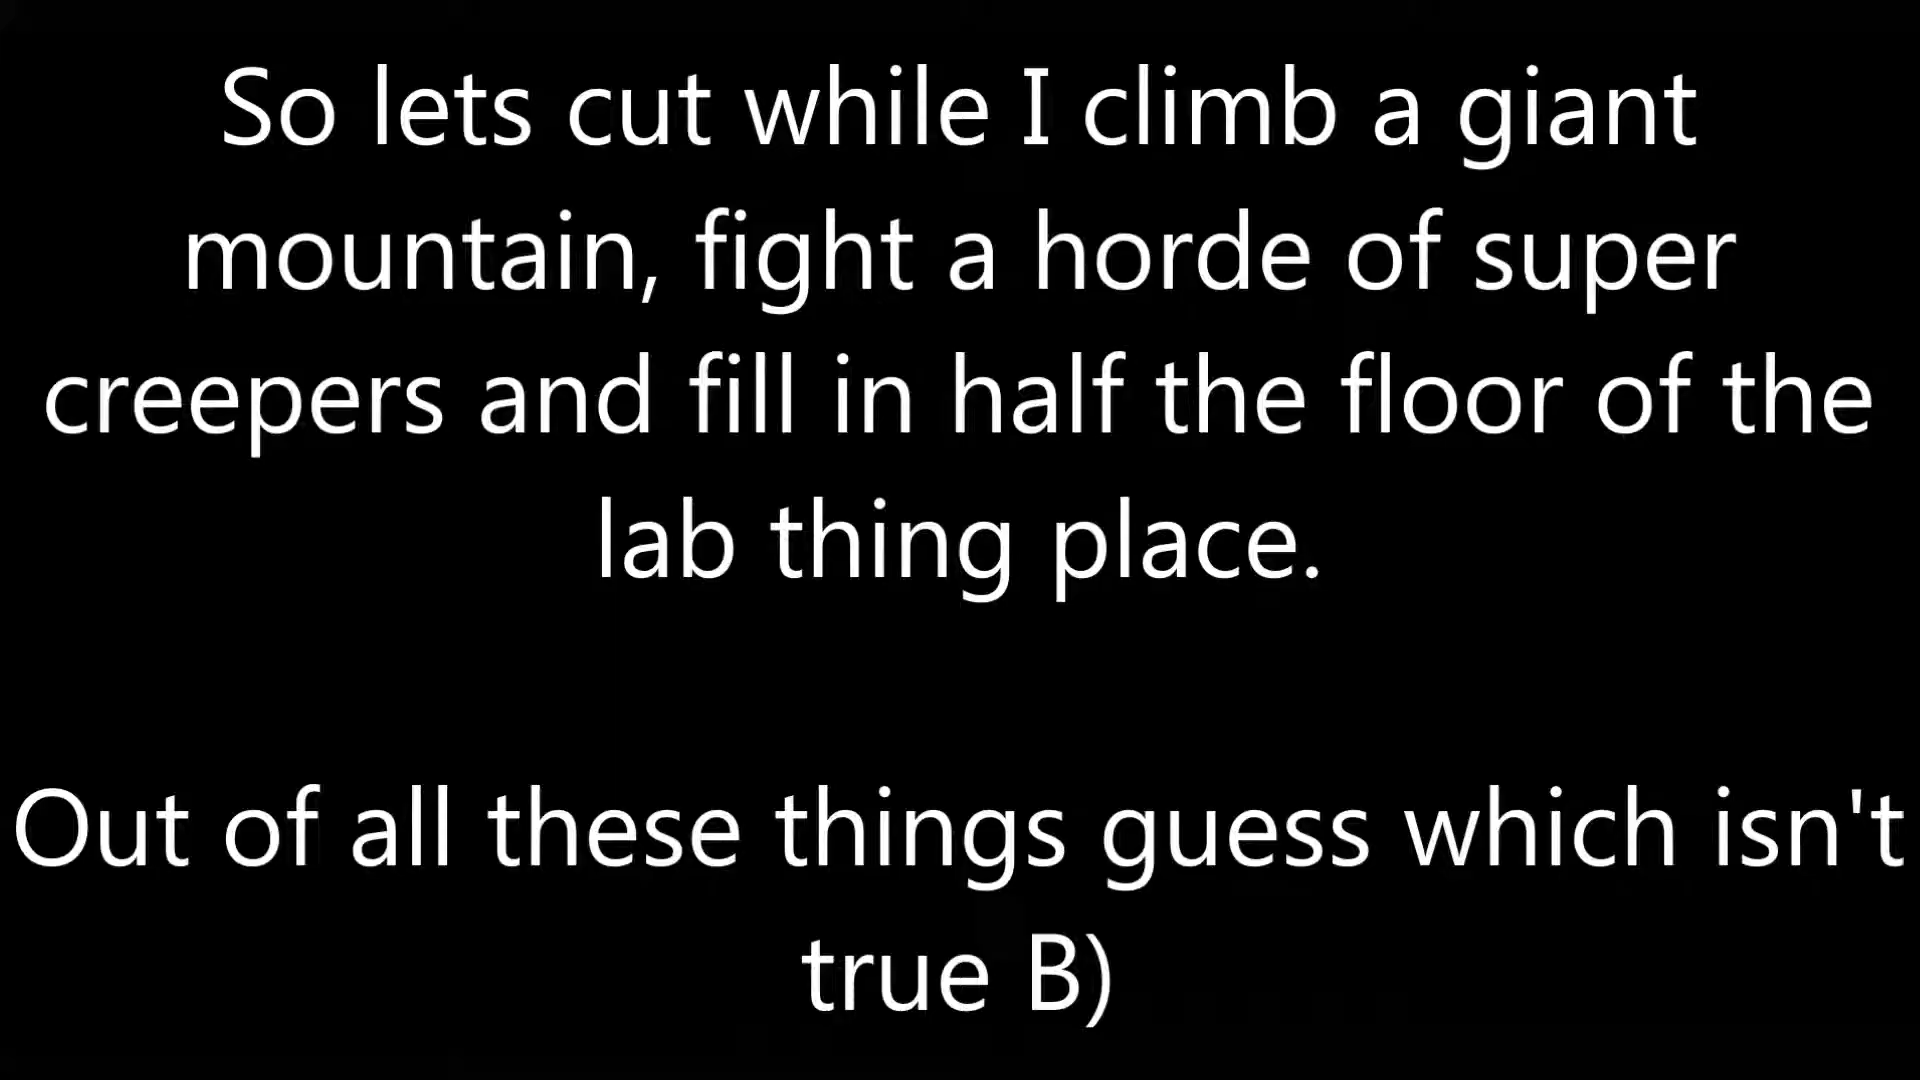 So lets cut while I climb a giant
mountain, fight a horde of super
creepers and fill in half the floor of the
lab thing place.
Out of all these things guess which isn't
true B)